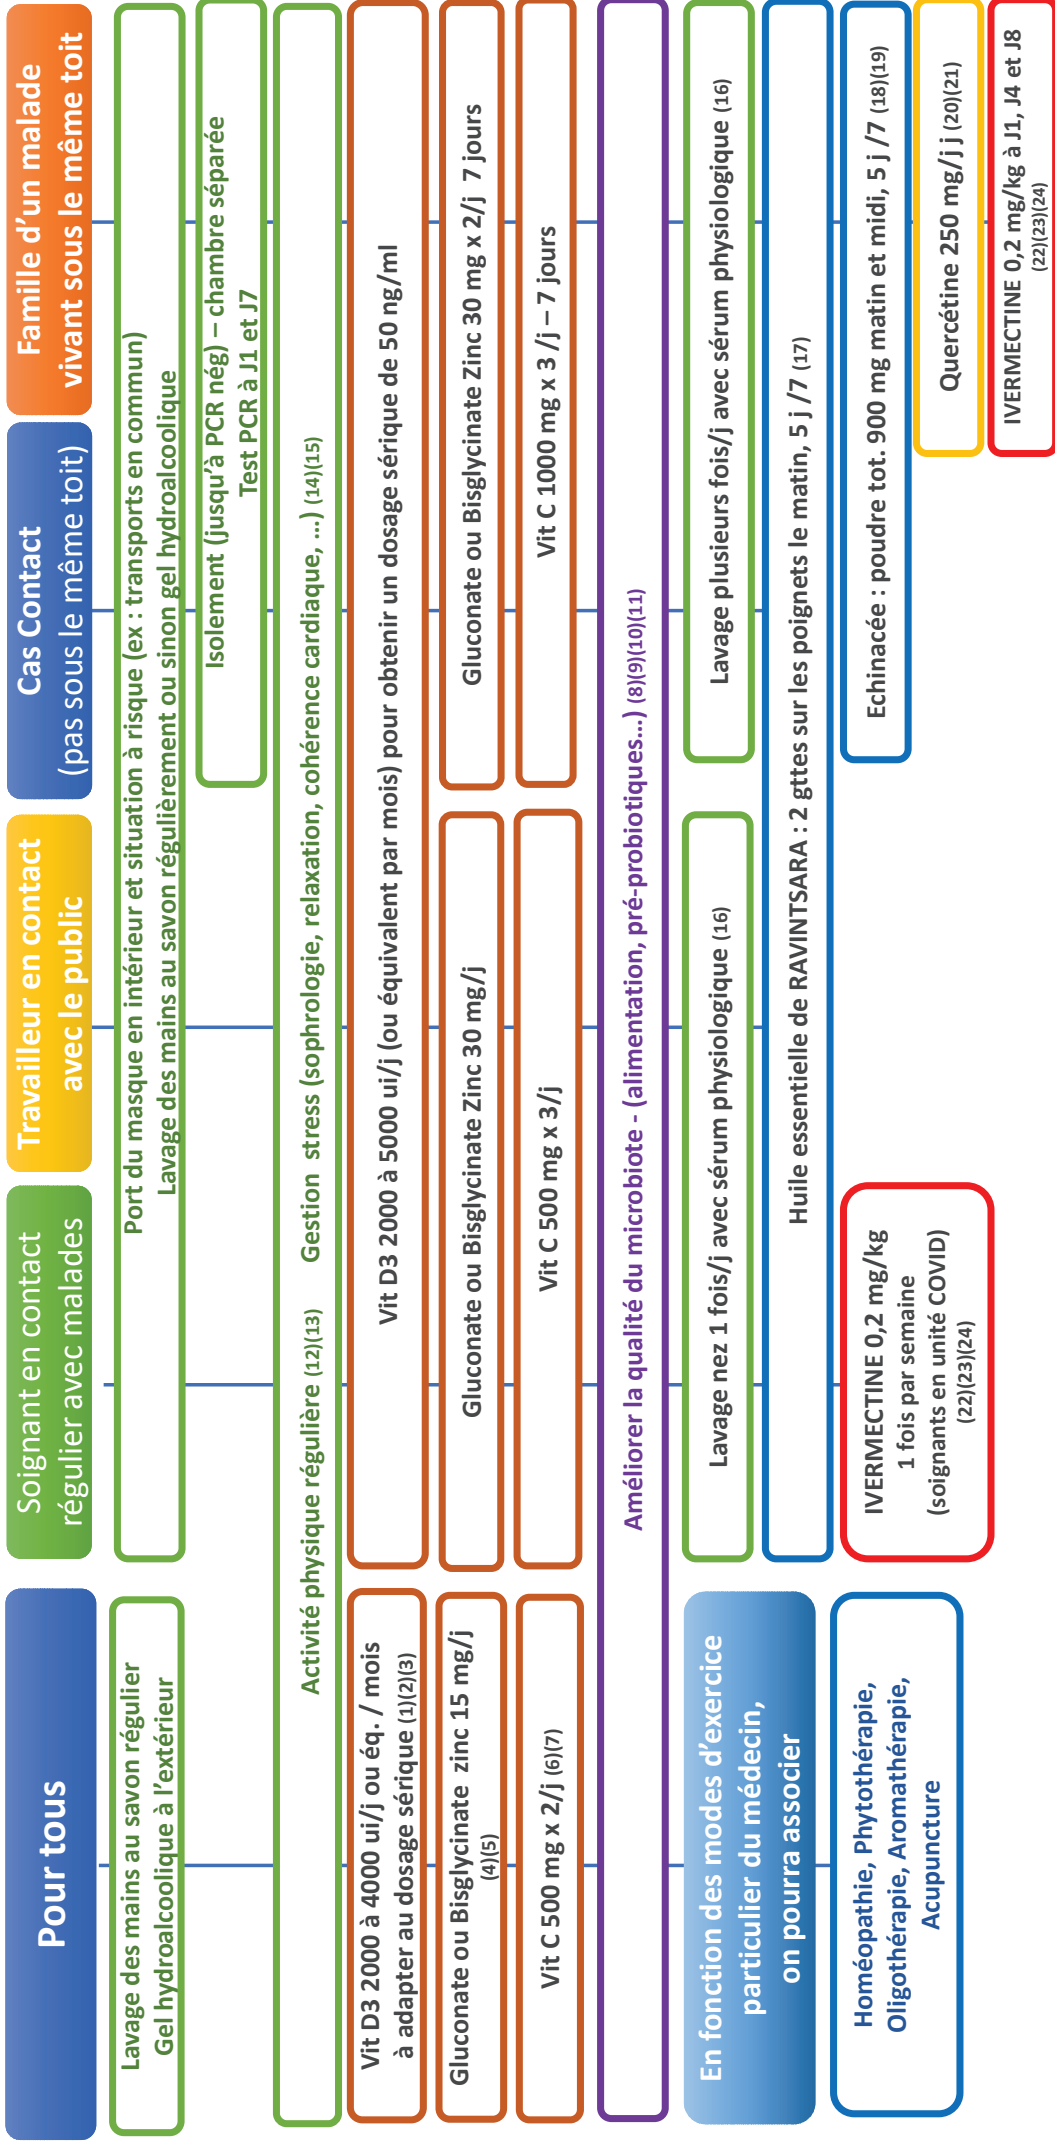 Pour tous
Soignant en contact
régulier avec malades
Travailleur en contact
avec le public
Cas Contact
(pas sous le même toit)
Famille d’un malade
vivant sous le même toit
Lavage des mains au savon régulier
Gel hydroalcoolique à l’extérieur
Port du masque en intérieur et situation à risque (ex : transports en commun)
Lavage des mains au savon régulièrement ou sinon gel hydroalcoolique
Isolement (jusqu’à PCR nég) – chambre séparée
Test PCR à J1 et J7
Activité physique régulière (12)(13) Gestion stress (sophrologie, relaxation, cohérence cardiaque, …) (14)(15)
Vit D3 2000 à 4000 ui/j ou éq. / mois
à adapter au dosage sérique (1)(2)(3)
Vit D3 2000 à 5000 ui/j (ou équivalent par mois) pour obtenir un dosage sérique de 50 ng/ml
Gluconate ou Bisglycinate zinc 15 mg/j
(4)(5)
Gluconate ou Bisglycinate Zinc 30 mg/j
Gluconate ou Bisglycinate Zinc 30 mg x 2/j 7 jours
Vit C 500 mg x 2/j (6)(7)
Vit C 500 mg x 3/j
Vit C 1000 mg x 3 /j – 7 jours
Améliorer la qualité du microbiote - (alimentation, pré-probiotiques…) (8)(9)(10)(11)
En fonction des modes d’exercice
particulier du médecin,
on pourra associer
Lavage nez 1 fois/j avec sérum physiologique (16)
Lavage plusieurs fois/j avec sérum physiologique (16)
Huile essentielle de RAVINTSARA : 2 gttes sur les poignets le matin, 5 j /7 (17)
Homéopathie, Phytothérapie,
Oligothérapie, Aromathérapie,
Acupuncture
IVERMECTINE 0,2 mg/kg
1 fois par semaine
(soignants en unité COVID)
(22)(23)(24)
Echinacée : poudre tot. 900 mg matin et midi, 5 j /7 (18)(19)
Quercétine 250 mg/j j (20)(21)
IVERMECTINE 0,2 mg/kg à J1, J4 et J8
(22)(23)(24)